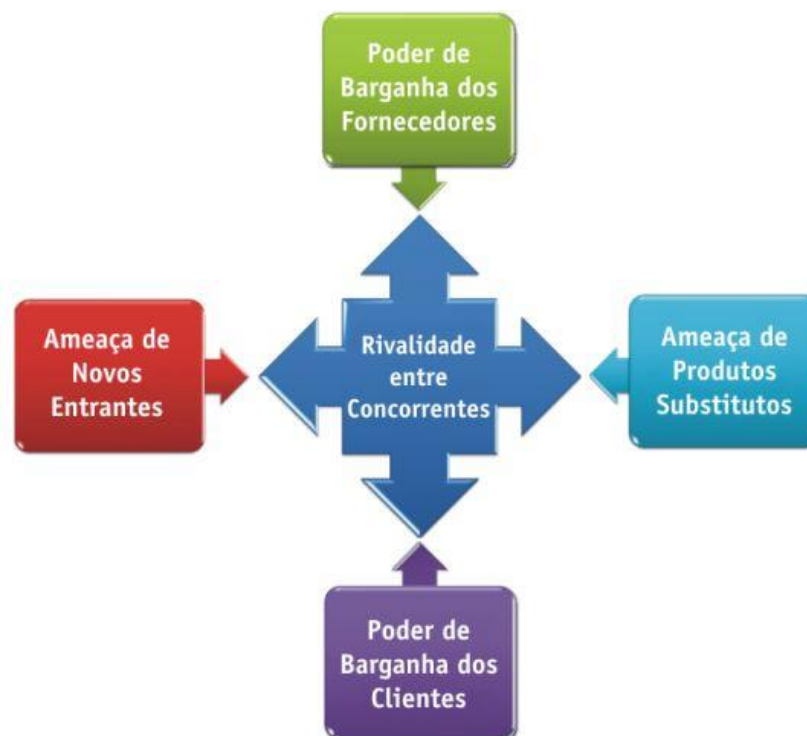 Poder de
Barganha dos
Fornecedores
Ameaça de
Novos
Entrantes
Rivalidade
entre
Concorrentes
Ameaça de
Produtos
Substitutos
Poder de
Barganha dos
Clientes